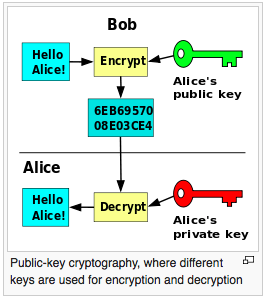 Bob
Hello
Alice!
Encrypt
Alice's
public key
6EB69570
08E03CE4
Alice
Hello
Alice!
Decrypt
Alice's
private key
Public-key cryptography, where different
keys are used for encryption and decryption